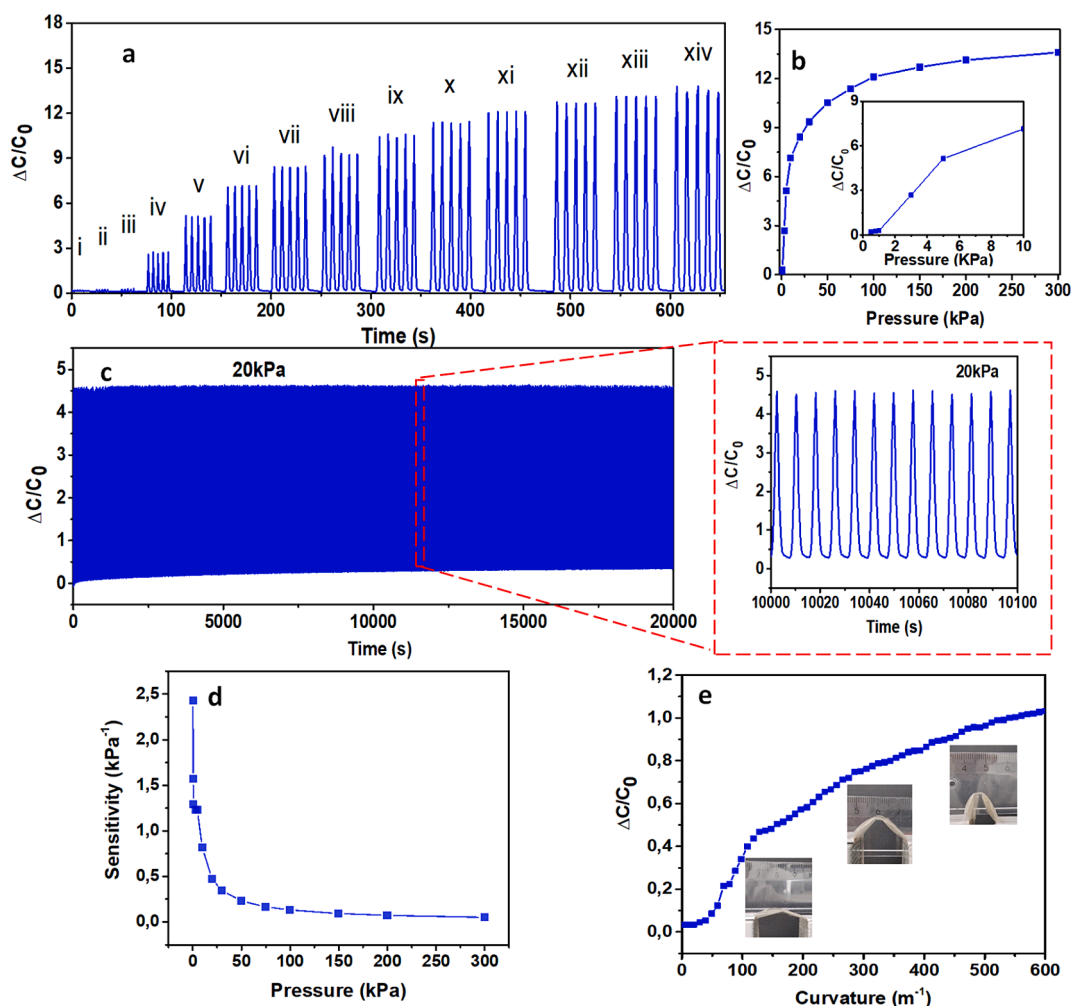 a
ΔC/C0
18
15
12
9
6
3
0
i ii iii iv v vi vii viii ix x xi xii xiii xiv
0 100 200 300 400 500 600
Time (s)
b
ΔC/C0
15
12
9
6
3
0
0 50 100 150 200 250 300
Pressure (kPa)
ΔC/C0
9
6
3
0
0 2 4 6 8 10
Pressure (KPa)
c
20kPa
ΔC/C0
5
4
3
2
1
0
0 5000 10000 15000 20000
Time (s)
20kPa
ΔC/C0
5
4
3
2
1
0
10000 10020 10040 10060 10080 10100
Time (s)
d
Sensitivity (kPa-1)
2,5
2,0
1,5
1,0
0,5
0,0
0 50 100 150 200 250 300
Pressure (kPa)
e
ΔC/C0
1,2
1,0
0,8
0,6
0,4
0,2
0,0
0 100 200 300 400 500 600
Curvature (m-1)
4 5
5 6